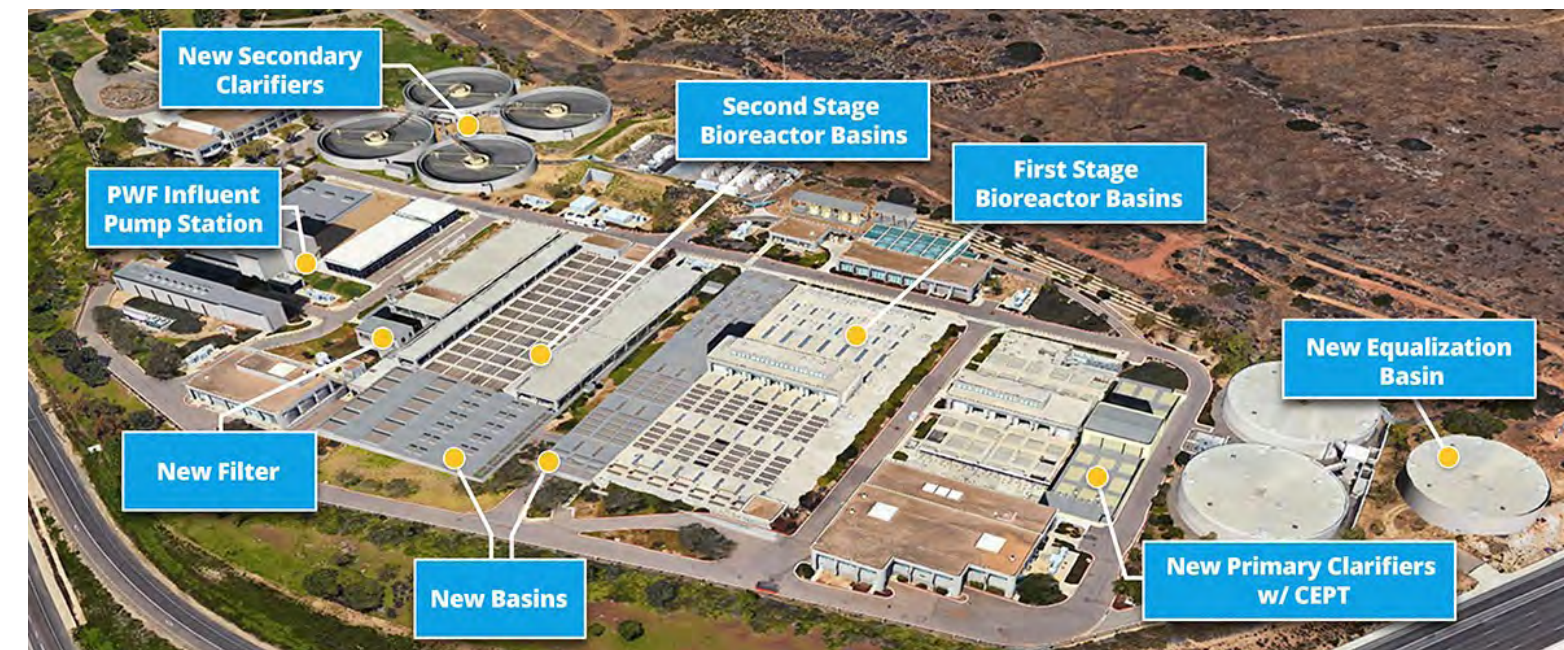 New Secondary
Clarifiers
Second Stage
Bioreactor Basins
First Stage
Bioreactor Basins
PWF Influent
Pump Station
New Equalization
Basin
New Filter
New Basins
New Primary Clarifiers
w/ CEPT